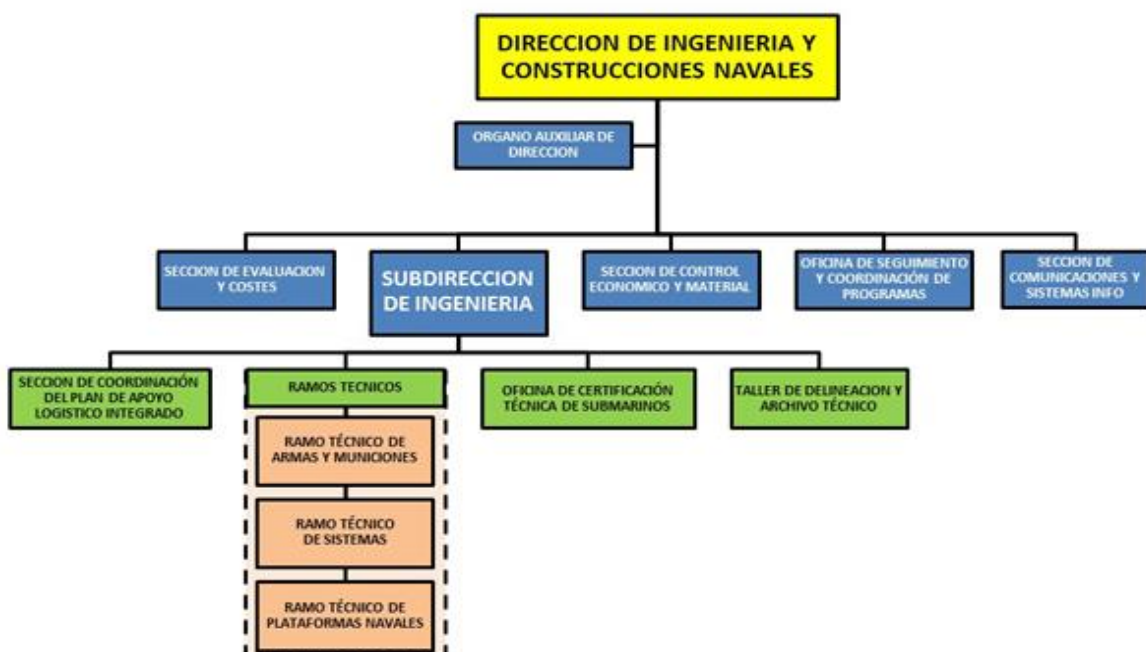 DIRECCION DE INGENIERIA Y
CONSTRUCCIONES NAVALES
ORGANO AUXILIAR DE
DIRECCION
SECCION DE EVALUACION
Y COSTES
SUBDIRECCION
DE INGENIERIA
SECCION DE CONTROL
ECONOMICO Y MATERIAL
OFICINA DE SEGUIMIENTO
Y COORDINACIÓN DE
PROGRAMAS
SECCION DE
COMUNICACIONES Y
SISTEMAS INFO
SECCION DE COORDINACIÓN
DEL PLAN DE APOYO
LOGISTICO INTEGRADO
RAMOS TECNICOS
OFICINA DE CERTIFICACIÓN
TÉCNICA DE SUBMARINOS
TALLER DE DELINEACION Y
ARCHIVO TÉCNICO
RAMO TÉCNICO DE
ARMAS Y MUNICIONES
RAMO TÉCNICO
DE SISTEMAS
RAMO TÉCNICO DE
PLATAFORMAS NAVALES